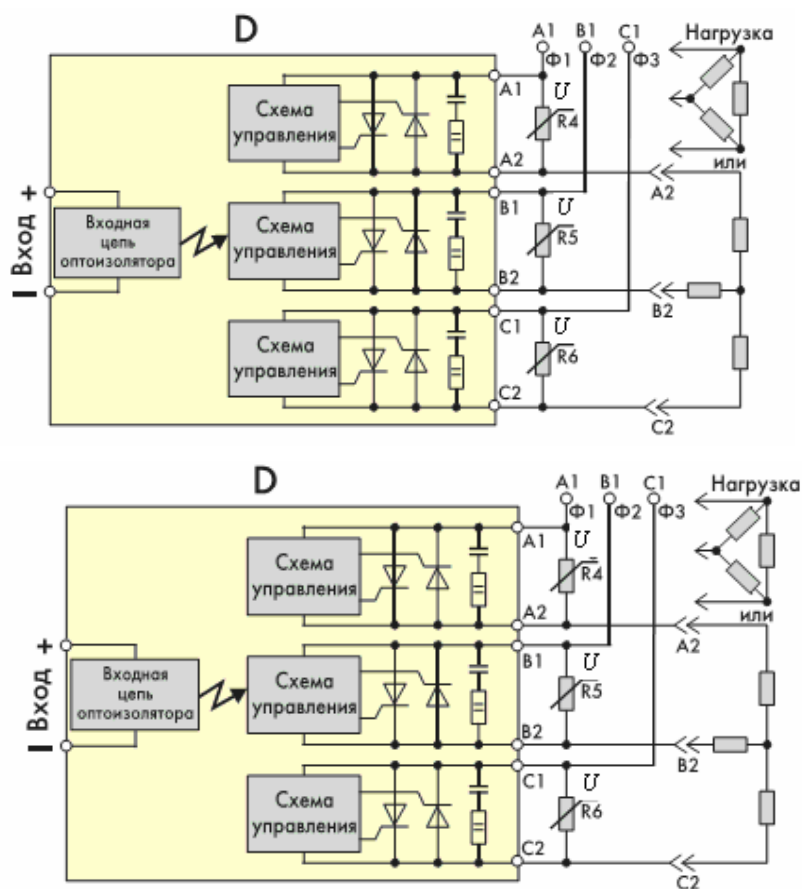 D
A1 B1 C1 Нагрузка
Ф1 Ф2 Ф3
A1
U
R4
Схема
управления
A2
или
A2
Вход +
B1
Входная
цепь
оптоизолятора
Схема
управления
U
R5
B2
B2
C1
Схема
управления
U
R6
C2
C2
D
A1 B1 C1 Нагрузка
Ф1 Ф2 Ф3
A1
U
R4
Схема
управления
A2
или
A2
Вход +
B1
Входная
цепь
оптоизолятора
Схема
управления
U
R5
B2
B2
C1
Схема
управления
U
R6
C2
C2